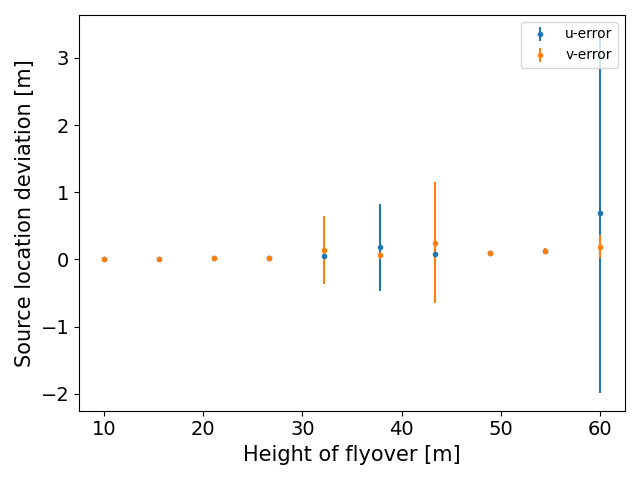 u-error
v-error
3
2
1
0
−1
−2
Source location deviation [m]
10 20 30 40 50 60
Height of flyover [m]